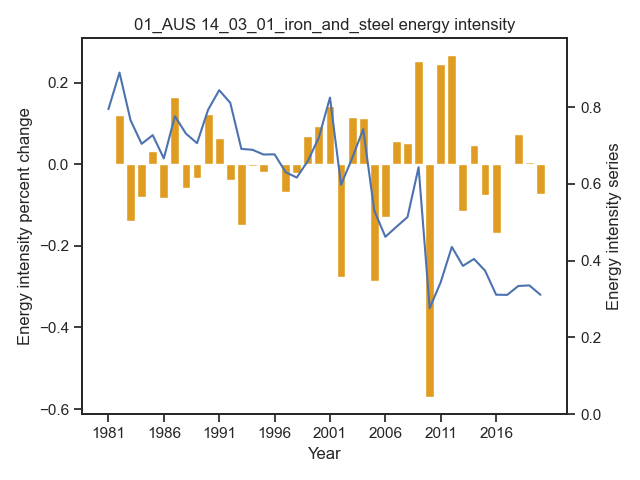 01_AUS 14_03_01_iron_and_steel energy intensity
Energy intensity percent change
0.2
0.0
−0.2
−0.4
−0.6
0.8
0.6
0.4
0.2
0.0
Energy intensity series
1981 1986 1991 1996 2001 2006 2011 2016
Year